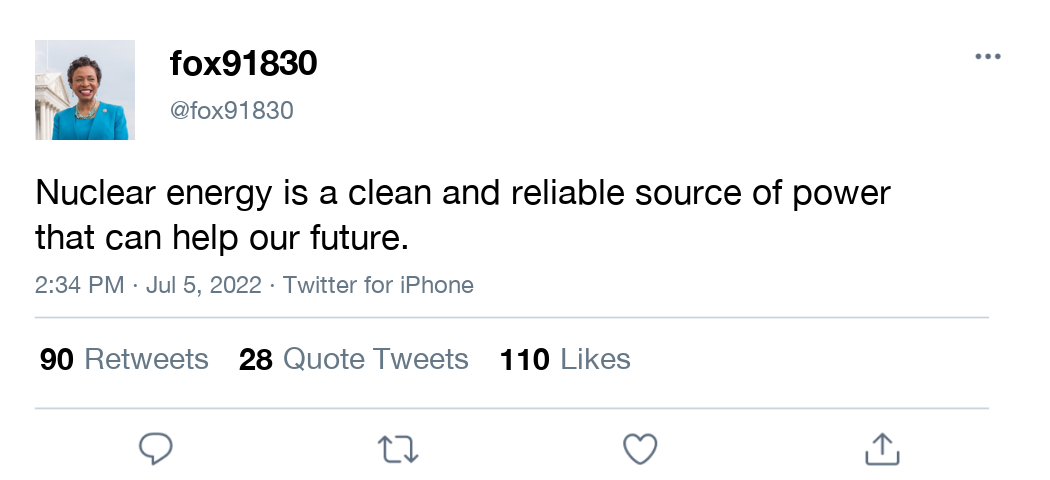 fox91830
@fox91830
Nuclear energy is a clean and reliable source of power
that can help our future.
2:34 PM · Jul 5, 2022 · Twitter for iPhone
90 Retweets 28 Quote Tweets 110 Likes